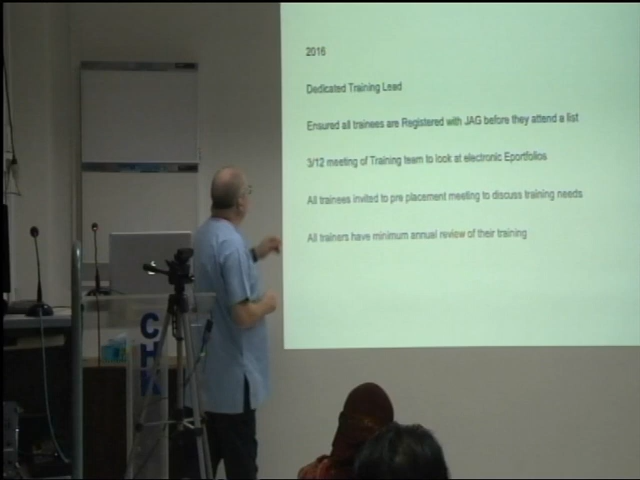 2016
Dedicated Training Lead
Ensured all trainees are Registered with JAG before they attend a list
3/12 meeting of Training team to look at electronic Eportfolios
All trainees invited to pre placement meeting to discuss training needs
All trainers have minimum annual review of their training
C
H
K